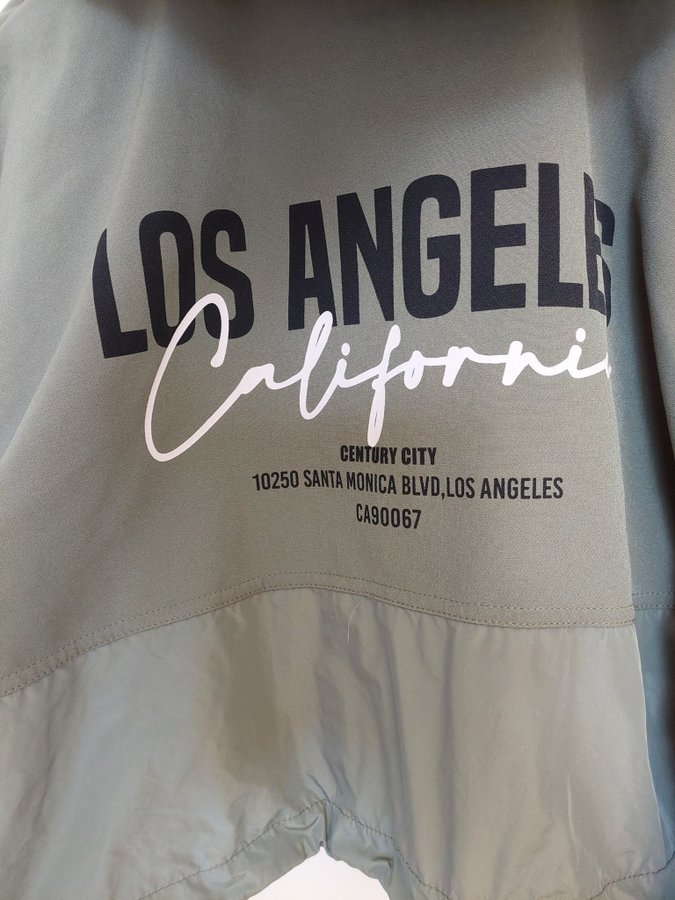 LOS ANGELES
California
CENTURY CITY
10250 SANTA MONICA BLVD,LOS ANGELES
CA90067